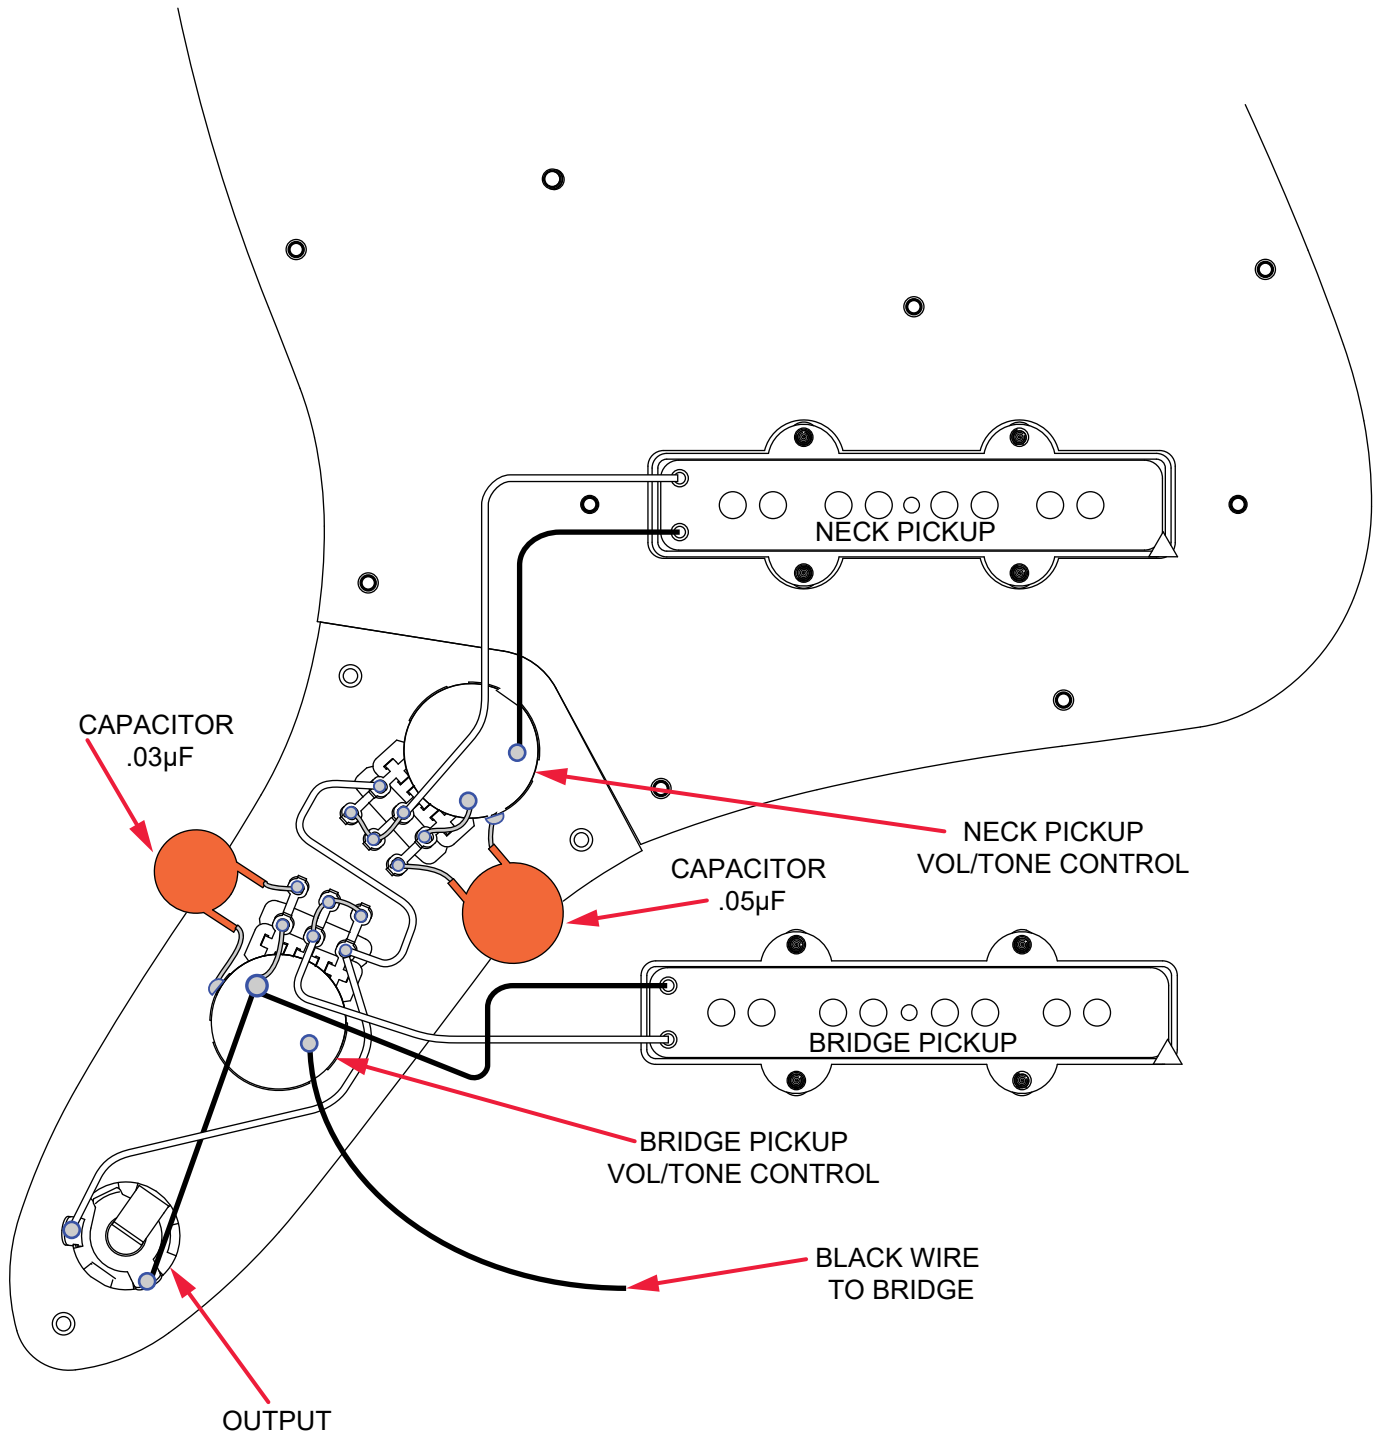 NECK PICKUP
CAPACITOR
.03µF
NECK PICKUP
VOL/TONE CONTROL
CAPACITOR
.05µF
BRIDGE PICKUP
BRIDGE PICKUP
VOL/TONE CONTROL
BLACK WIRE
TO BRIDGE
OUTPUT